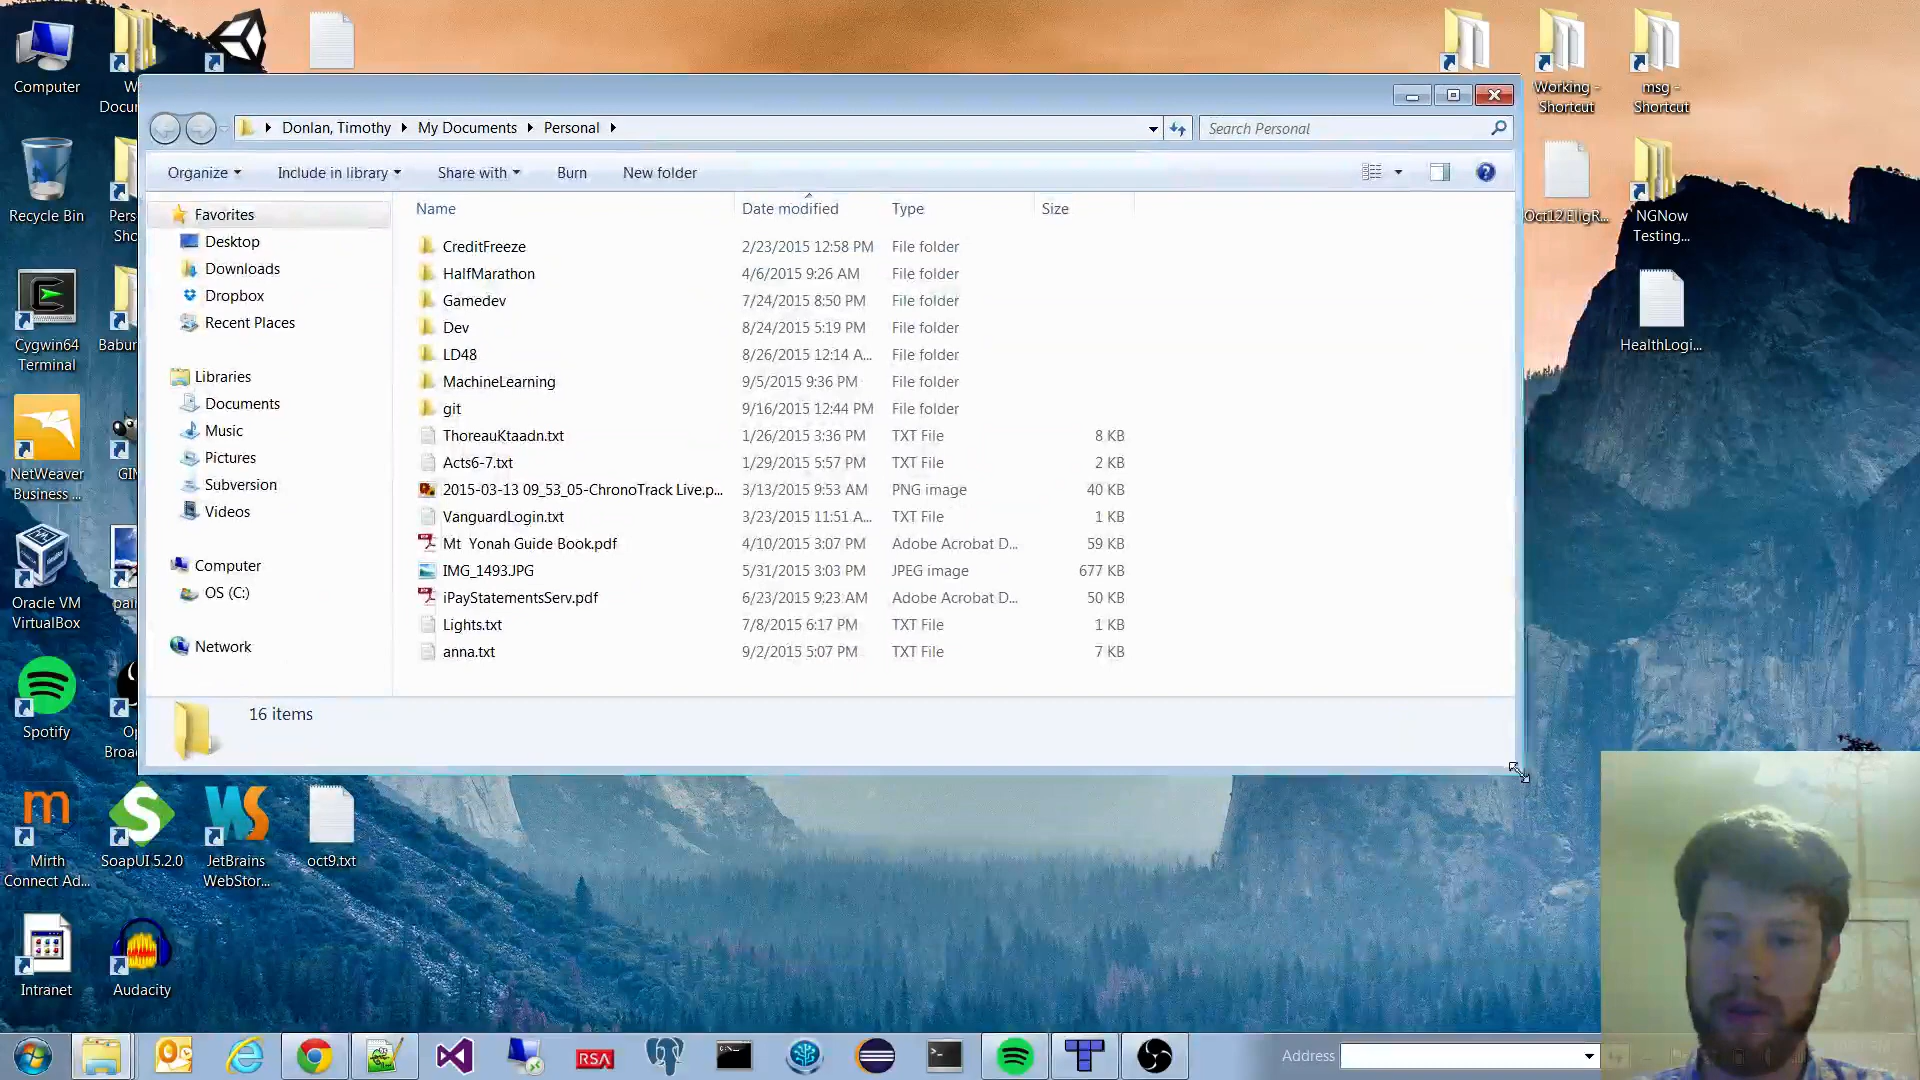 Computer
W
Docum
Working -
Shortcut
msg -
Shortcut
Donlan, Timothy
My Documents
Personal
Search Personal
Organize
Include in library
Share with
Burn
New folder
Recycle Bin
Pers
Sho
Oct12EligR...
NGNow
Testing...
Name
Date modified
Type
Size
Favorites
Desktop
Downloads
Dropbox
Recent Places
Libraries
Documents
Music
Pictures
Subversion
Videos
Computer
OS (C:)
Network
CreditFreeze 2/23/2015 12:58 PM File folder
HalfMarathon 4/6/2015 9:26 AM File folder
Gamedev 7/24/2015 8:50 PM File folder
Dev 8/24/2015 5:19 PM File folder
LD48 8/26/2015 12:14 A... File folder
MachineLearning 9/5/2015 9:36 PM File folder
git 9/16/2015 12:44 PM File folder
ThoreauKtaadn.txt 1/26/2015 3:36 PM TXT File 8 KB
Acts6-7.txt 1/29/2015 5:57 PM TXT File 2 KB
2015-03-13 09_53_05-ChronoTrack Live.p... 3/13/2015 9:53 AM PNG image 40 KB
VanguardLogin.txt 3/23/2015 11:51 A... TXT File 1 KB
Mt Yonah Guide Book.pdf 4/10/2015 3:07 PM Adobe Acrobat D... 59 KB
IMG_1493.JPG 5/31/2015 3:03 PM JPEG image 677 KB
iPayStatementsServ.pdf 6/23/2015 9:23 AM Adobe Acrobat D... 50 KB
Lights.txt 7/8/2015 6:17 PM TXT File 1 KB
anna.txt 9/2/2015 5:07 PM TXT File 7 KB
16 items
Cygwin64
Terminal
Babur
HealthLogi...
NetWeaver
Business ...
GIM
Oracle VM
VirtualBox
pai
Spotify
Op
Broad
Mirth
Connect Ad...
SoapUI 5.2.0
JetBrains
WebStor...
oct9.txt
Intranet
Audacity
RSA
Address